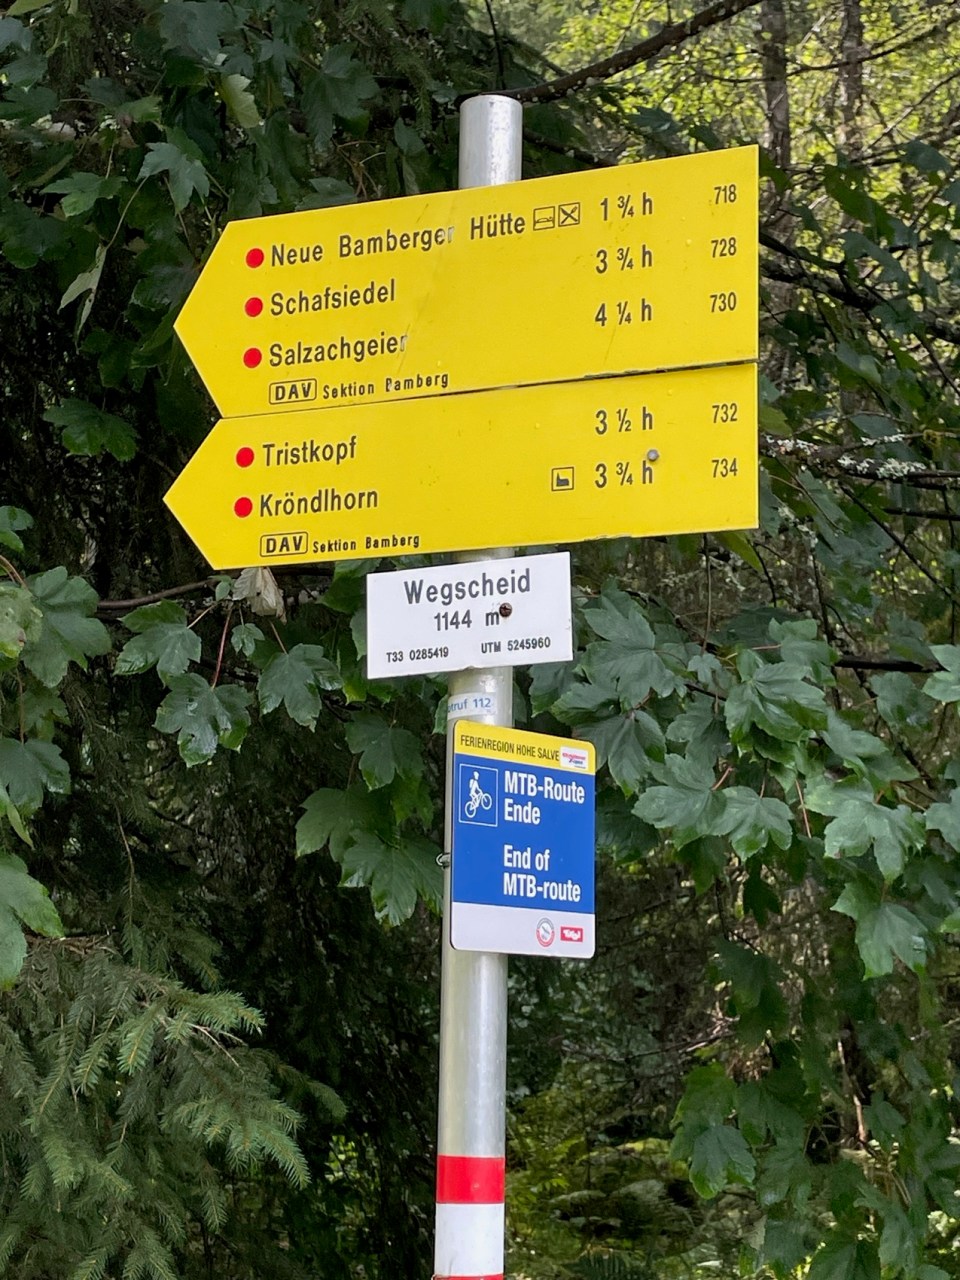 Neue Bamberger Hütte 1 ¾ h 718
Schafsiedel 3 ¾ h 728
Salzachgeier 4 ¼ h 730
DAV Sektion Bamberg
Tristkopf 3 ½ h 732
Kröndlhorn 3 ¾ h 734
DAV Sektion Bamberg
Wegscheid
1144 m
T33 0285419 UTM 5245960
112
FERIENREGION HOHE SALVE
MTB-Route
Ende
End of
MTB-route
Tirol